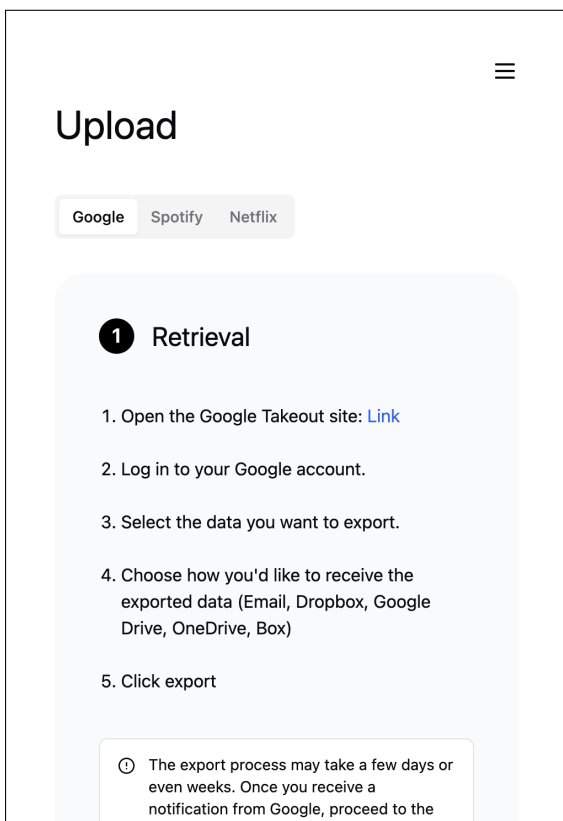 Upload
Google Spotify Netflix
1 Retrieval
1. Open the Google Takeout site: Link
2. Log in to your Google account.
3. Select the data you want to export.
4. Choose how you'd like to receive the
exported data (Email, Dropbox, Google
Drive, OneDrive, Box)
5. Click export
The export process may take a few days or
even weeks. Once you receive a
notification from Google, proceed to the